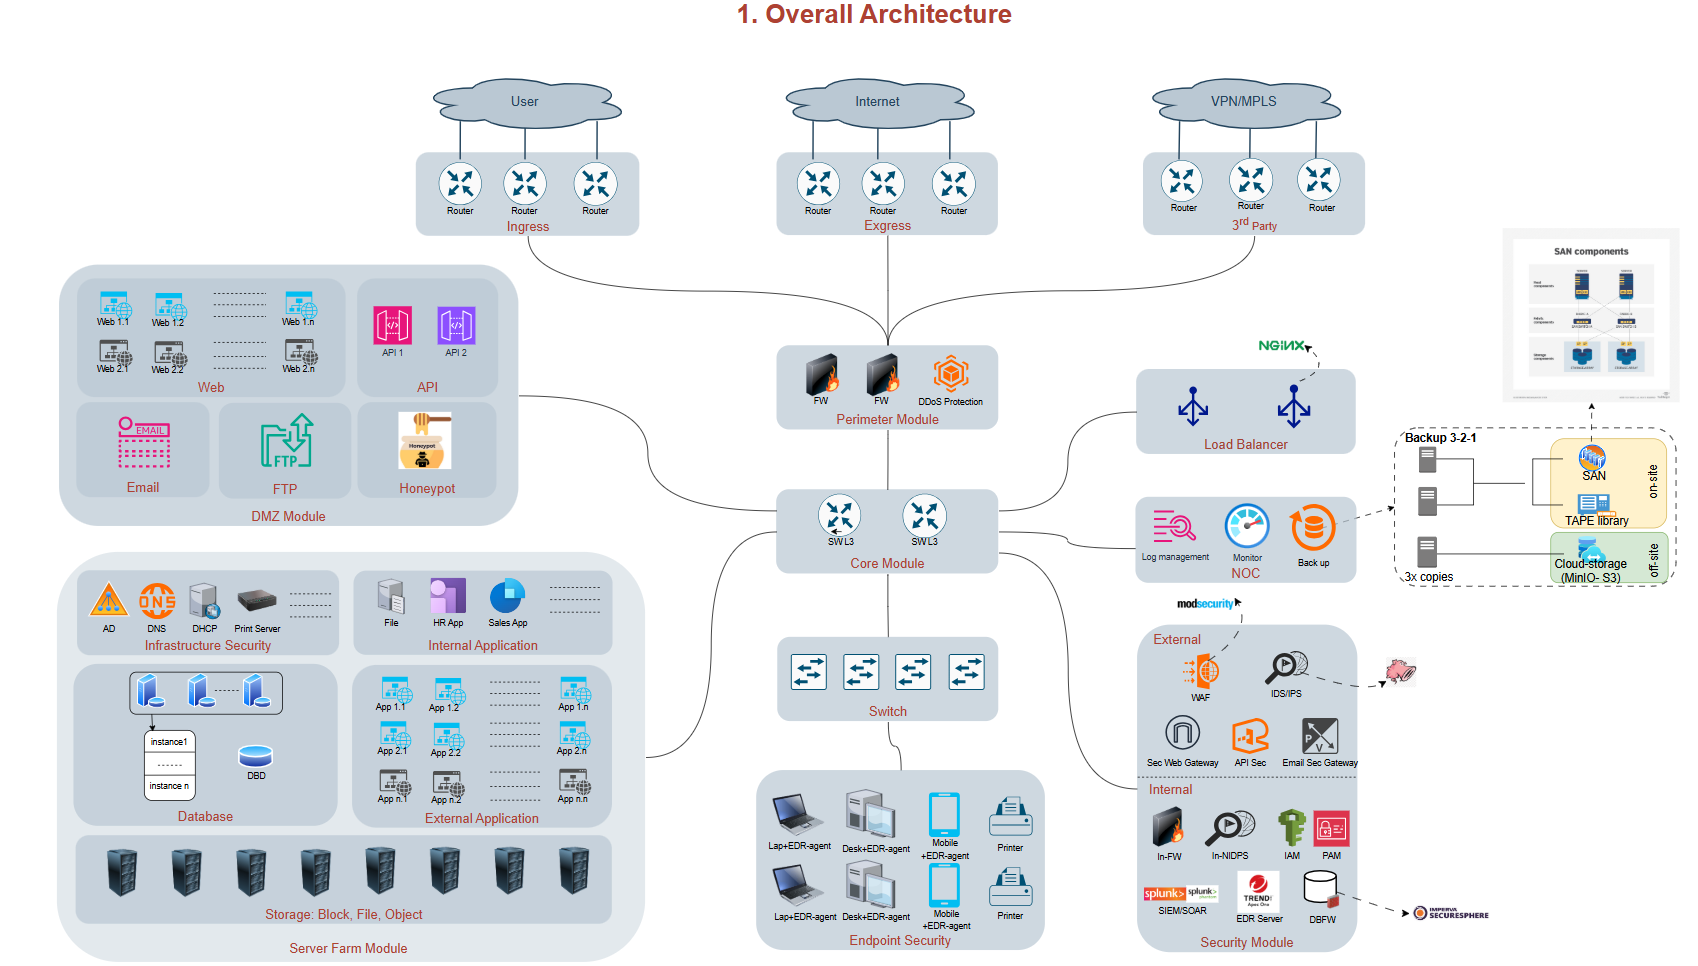 1. Overall Architecture
User
Internet
VPN/MPLS
Router
Router
Router
Ingress
Router
Router
Router
Exgress
Router
Router
Router
3rd Party
Web 1.1
Web 1.2
Web 1.n
Web 2.1
Web 2.2
Web 2.n
Web
API 1
API 2
API
EMAIL
Email
FTP
FTP
Honeypot
Honeypot
DMZ Module
FW
FW
DDoS Protection
Perimeter Module
NGINX
Load Balancer
SAN components
SW L3
SW L3
Core Module
Log management
Monitor
Back up
NOC
Backup 3-2-1
SAN
TAPE library
on-site
Cloud-storage
(MinIO- S3)
off-site
3x copies
AD
DNS
DNS
DHCP
Print Server
Infrastructure Security
File
HR App
Sales App
Internal Application
instance1
instance n
DBD
Database
App 1.1
App 1.2
App 1.n
App 2.1
App 2.2
App 2.n
App n.1
App n.2
App n.n
External Application
Storage: Block, File, Object
Server Farm Module
Switch
Lap+EDR-agent
Desk+EDR-agent
Mobile
+EDR-agent
Printer
Lap+EDR-agent
Desk+EDR-agent
Mobile
+EDR-agent
Printer
Endpoint Security
modsecurity
External
WAF
IDS/IPS
Sec Web Gateway
API Sec
P
V
Email Sec Gateway
Internal
In-FW
In-NIDPS
IAM
PAM
splunk>
splunk>
SIEM/SOAR
TREND
Apex One
EDR Server
DBFW
IMPERVA
SECURESPHERE
Security Module